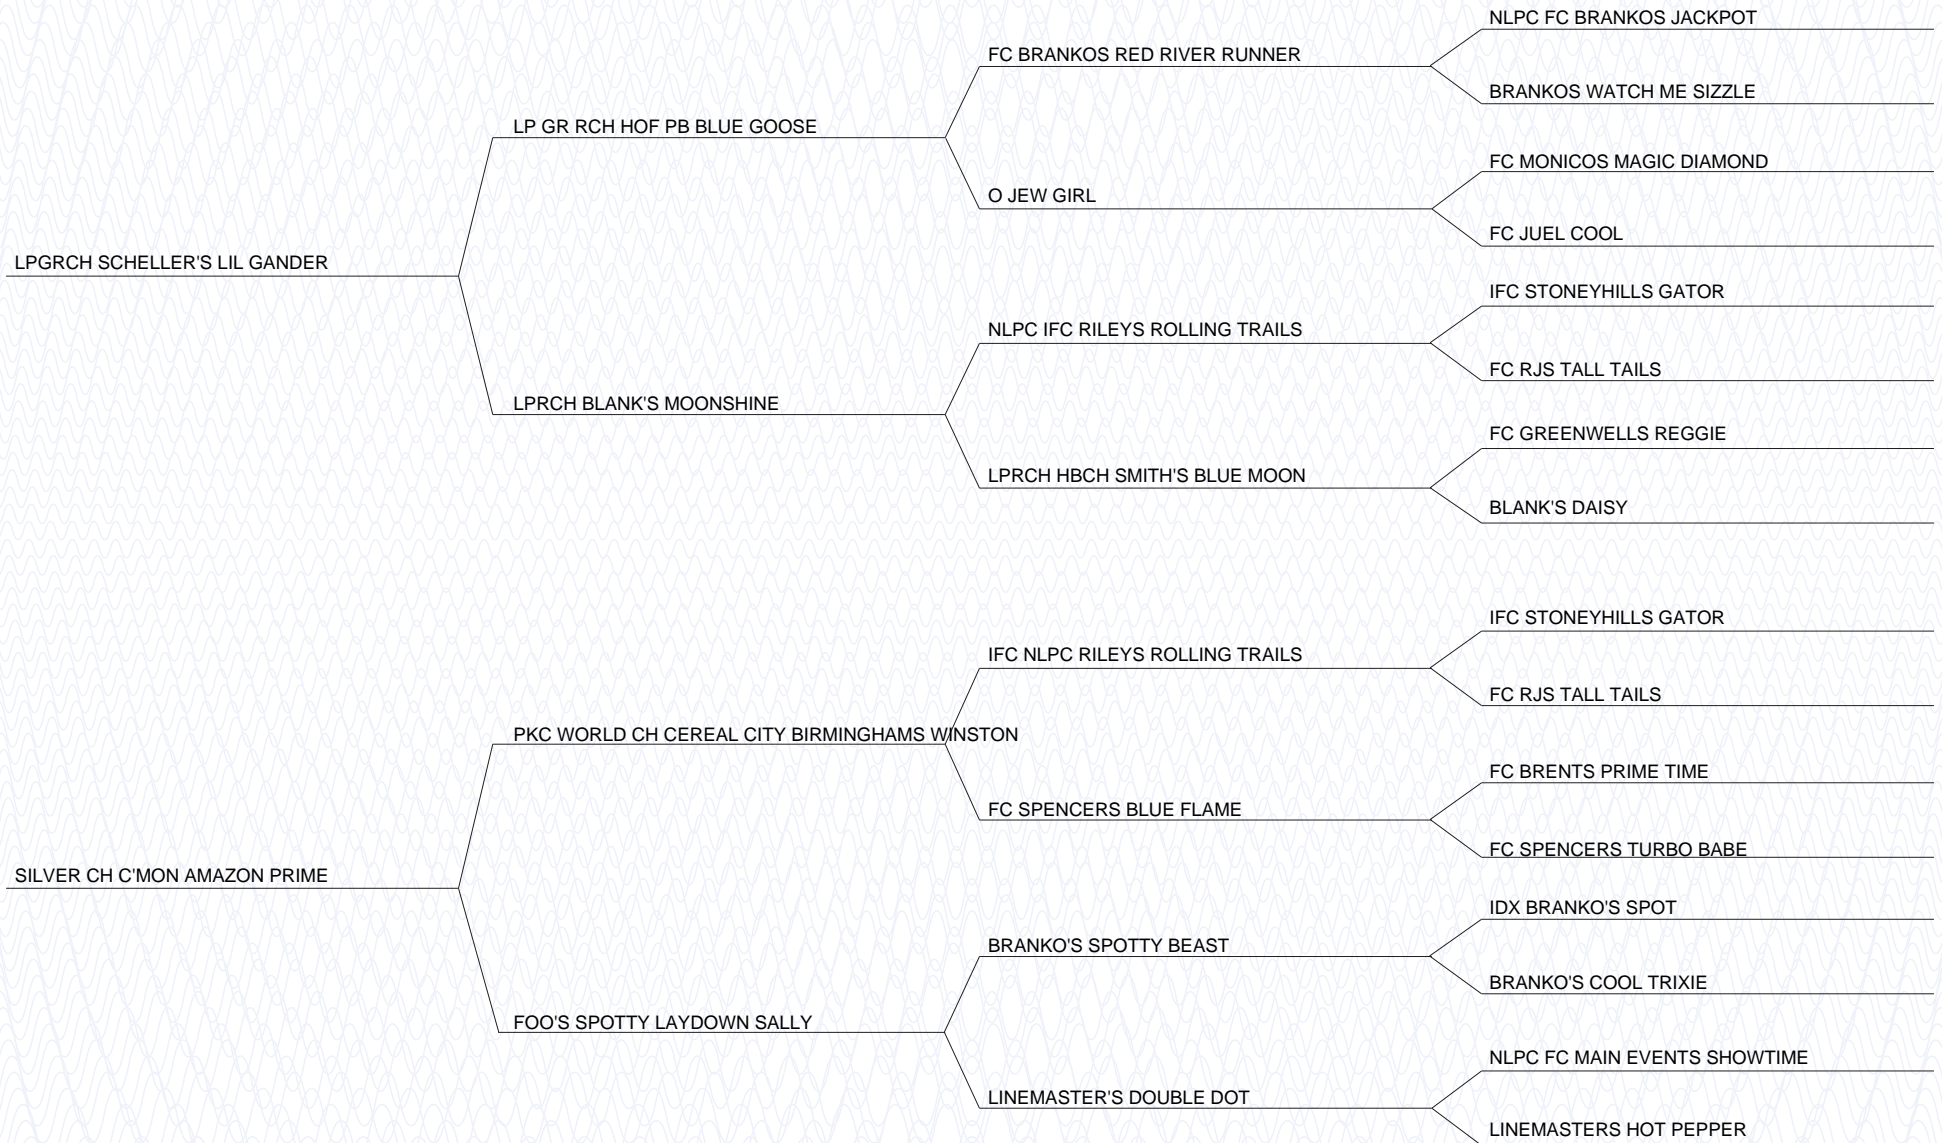 NLPC FC BRANKOS JACKPOT
FC BRANKOS RED RIVER RUNNER
BRANKOS WATCH ME SIZZLE
LP GR RCH HOF PB BLUE GOOSE
FC MONICOS MAGIC DIAMOND
O JEW GIRL
FC JUEL COOL
LPGRCH SCHELLER'S LIL GANDER
IFC STONEYHILLS GATOR
NLPC IFC RILEYS ROLLING TRAILS
FC RJS TALL TAILS
LPRCH BLANK'S MOONSHINE
FC GREENWELLS REGGIE
LPRCH HBCH SMITH'S BLUE MOON
BLANK'S DAISY
IFC STONEYHILLS GATOR
IFC NLPC RILEYS ROLLING TRAILS
FC RJS TALL TAILS
PKC WORLD CH CEREAL CITY BIRMINGHAMS WINSTON
FC BRENTS PRIME TIME
FC SPENCERS BLUE FLAME
FC SPENCERS TURBO BABE
SILVER CH C'MON AMAZON PRIME
IDX BRANKO'S SPOT
BRANKO'S SPOTTY BEAST
BRANKO'S COOL TRIXIE
FOO'S SPOTTY LAYDOWN SALLY
NLPC FC MAIN EVENTS SHOWTIME
LINEMASTER'S DOUBLE DOT
LINEMASTERS HOT PEPPER